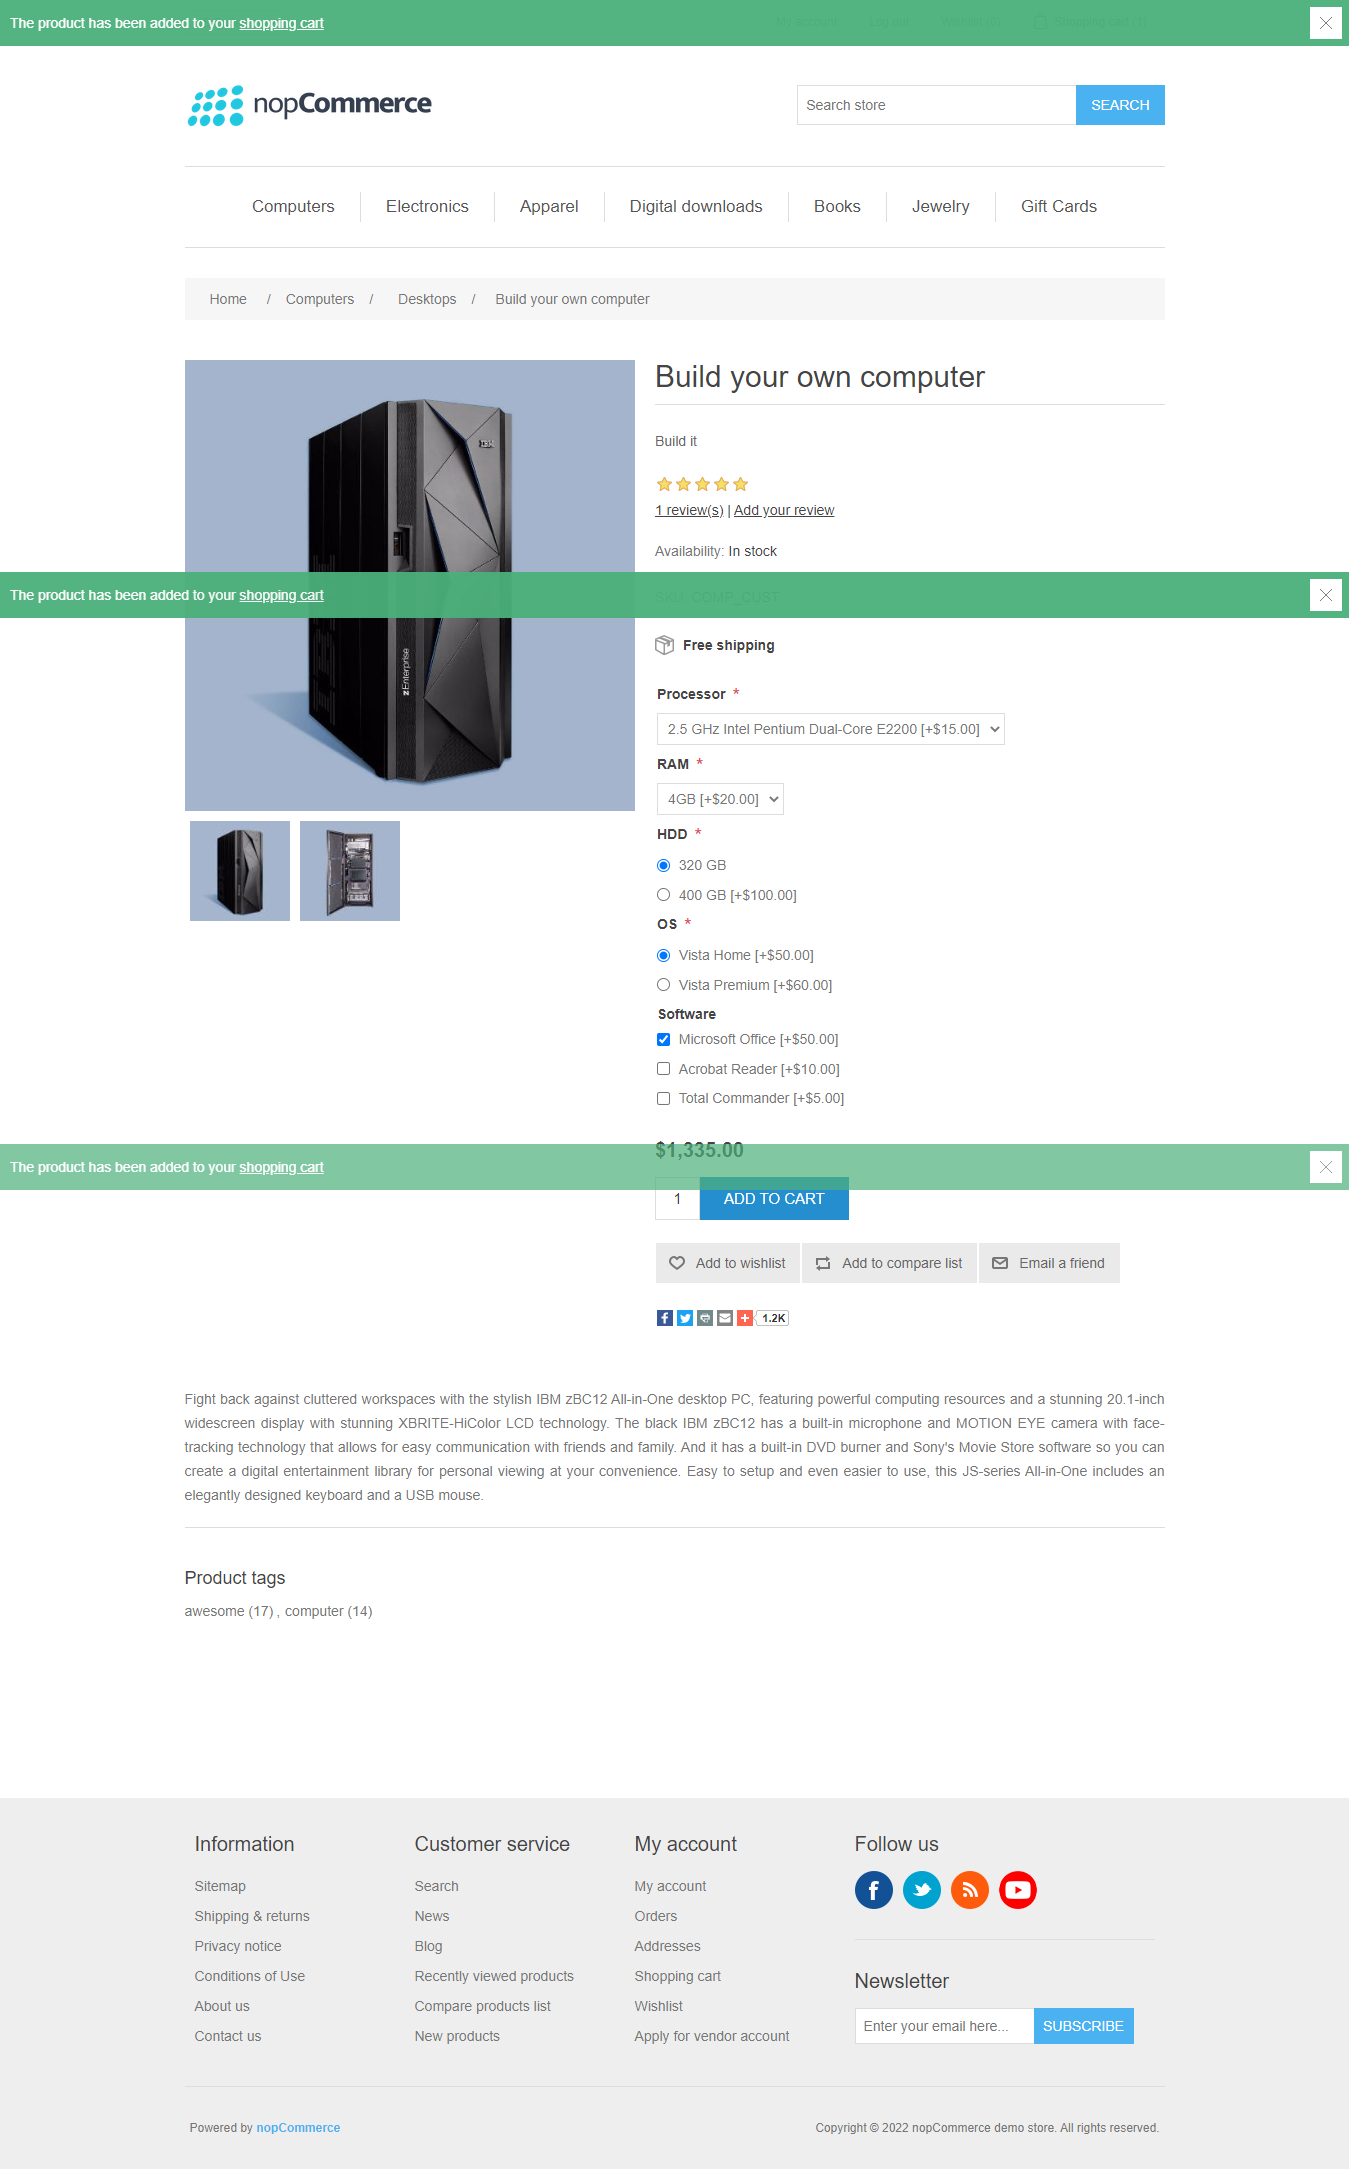 The product has been added to your shopping cart
My account Log out Wishlist (0) Shopping cart (1)
nopCommerce
Search store SEARCH
Computers Electronics Apparel Digital downloads Books Jewelry Gift Cards
Home / Computers / Desktops / Build your own computer
Build your own computer
Build it
1 review(s) | Add your review
Availability: In stock
The product has been added to your shopping cart
SKU: COMP_CUST
Free shipping
zEnterprise
Processor *
2.5 GHz Intel Pentium Dual-Core E2200 [+$15.00]
RAM *
4GB [+$20.00]
HDD *
320 GB
400 GB [+$100.00]
OS *
Vista Home [+$50.00]
Vista Premium [+$60.00]
Software
Microsoft Office [+$50.00]
Acrobat Reader [+$10.00]
Total Commander [+$5.00]
$1,335.00
The product has been added to your shopping cart
1 ADD TO CART
Add to wishlist Add to compare list Email a friend
1.2K
Fight back against cluttered workspaces with the stylish IBM zBC12 All-in-One desktop PC, featuring powerful computing resources and a stunning 20.1-inch
widescreen display with stunning XBRITE-HiColor LCD technology. The black IBM zBC12 has a built-in microphone and MOTION EYE camera with face-
tracking technology that allows for easy communication with friends and family. And it has a built-in DVD burner and Sony's Movie Store software so you can
create a digital entertainment library for personal viewing at your convenience. Easy to setup and even easier to use, this JS-series All-in-One includes an
elegantly designed keyboard and a USB mouse.
Product tags
awesome (17) , computer (14)
Information
Sitemap
Shipping & returns
Privacy notice
Conditions of Use
About us
Contact us
Customer service
Search
News
Blog
Recently viewed products
Compare products list
New products
My account
My account
Orders
Addresses
Shopping cart
Wishlist
Apply for vendor account
Follow us
Newsletter
Enter your email here... SUBSCRIBE
Powered by nopCommerce
Copyright © 2022 nopCommerce demo store. All rights reserved.